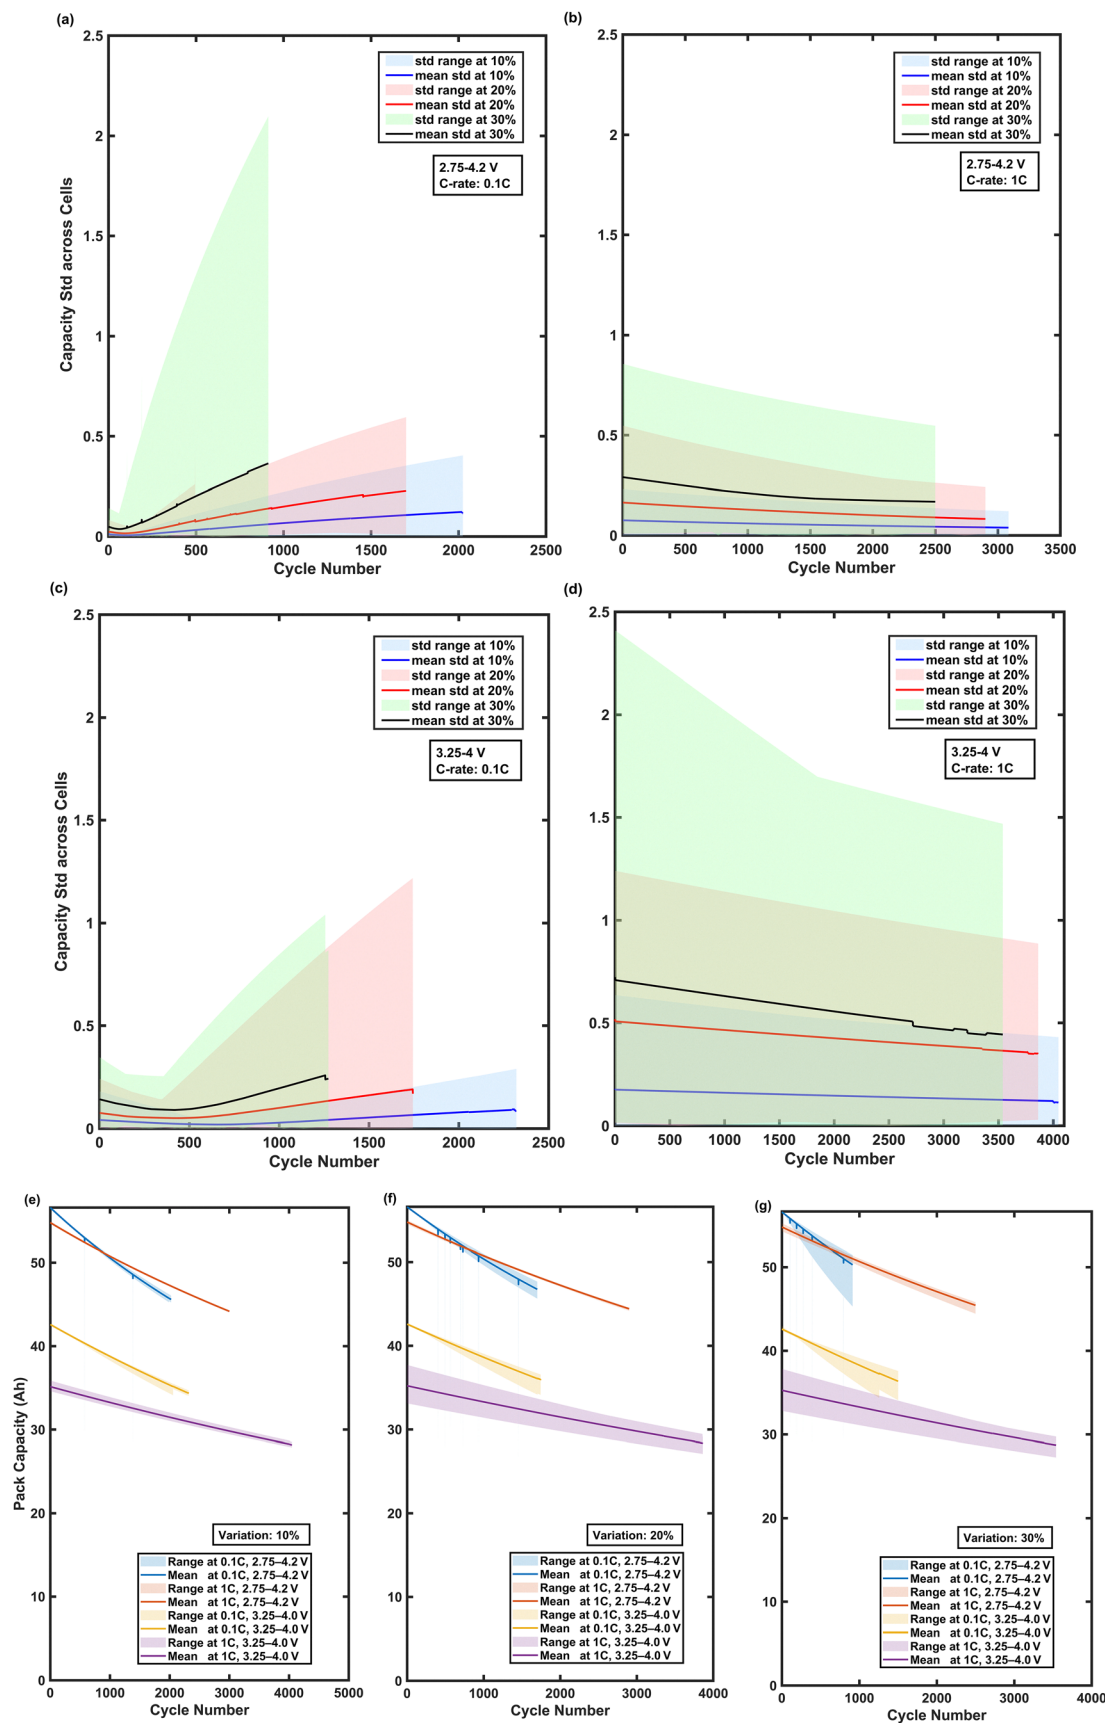 (a)
2.5
2
1.5
1
0.5
0
0 500 1000 1500 2000 2500
Capacity Std across Cells
Cycle Number
std range at 10%
mean std at 10%
std range at 20%
mean std at 20%
std range at 30%
mean std at 30%
2.75-4.2 V
C-rate: 0.1C
(b)
2.5
2
1.5
1
0.5
0
0 500 1000 1500 2000 2500 3000 3500
Cycle Number
std range at 10%
mean std at 10%
std range at 20%
mean std at 20%
std range at 30%
mean std at 30%
2.75-4.2 V
C-rate: 1C
(c)
2.5
2
1.5
1
0.5
0
0 500 1000 1500 2000 2500
Capacity Std across Cells
Cycle Number
std range at 10%
mean std at 10%
std range at 20%
mean std at 20%
std range at 30%
mean std at 30%
3.25-4 V
C-rate: 0.1C
(d)
2.5
2
1.5
1
0.5
0
0 500 1000 1500 2000 2500 3000 3500 4000
Cycle Number
std range at 10%
mean std at 10%
std range at 20%
mean std at 20%
std range at 30%
mean std at 30%
3.25-4 V
C-rate: 1C
(e)
50
40
30
20
10
0
0 1000 2000 3000 4000 5000
Pack Capacity (Ah)
Cycle Number
Variation: 10%
Range at 0.1C, 2.75–4.2 V
Mean at 0.1C, 2.75–4.2 V
Range at 1C, 2.75–4.2 V
Mean at 1C, 2.75–4.2 V
Range at 0.1C, 3.25–4.0 V
Mean at 0.1C, 3.25–4.0 V
Range at 1C, 3.25–4.0 V
Mean at 1C, 3.25–4.0 V
(f)
50
40
30
20
10
0
0 1000 2000 3000 4000
Cycle Number
Variation: 20%
Range at 0.1C, 2.75–4.2 V
Mean at 0.1C, 2.75–4.2 V
Range at 1C, 2.75–4.2 V
Mean at 1C, 2.75–4.2 V
Range at 0.1C, 3.25–4.0 V
Mean at 0.1C, 3.25–4.0 V
Range at 1C, 3.25–4.0 V
Mean at 1C, 3.25–4.0 V
(g)
50
40
30
20
10
0
0 1000 2000 3000 4000
Cycle Number
Variation: 30%
Range at 0.1C, 2.75–4.2 V
Mean at 0.1C, 2.75–4.2 V
Range at 1C, 2.75–4.2 V
Mean at 1C, 2.75–4.2 V
Range at 0.1C, 3.25–4.0 V
Mean at 0.1C, 3.25–4.0 V
Range at 1C, 3.25–4.0 V
Mean at 1C, 3.25–4.0 V